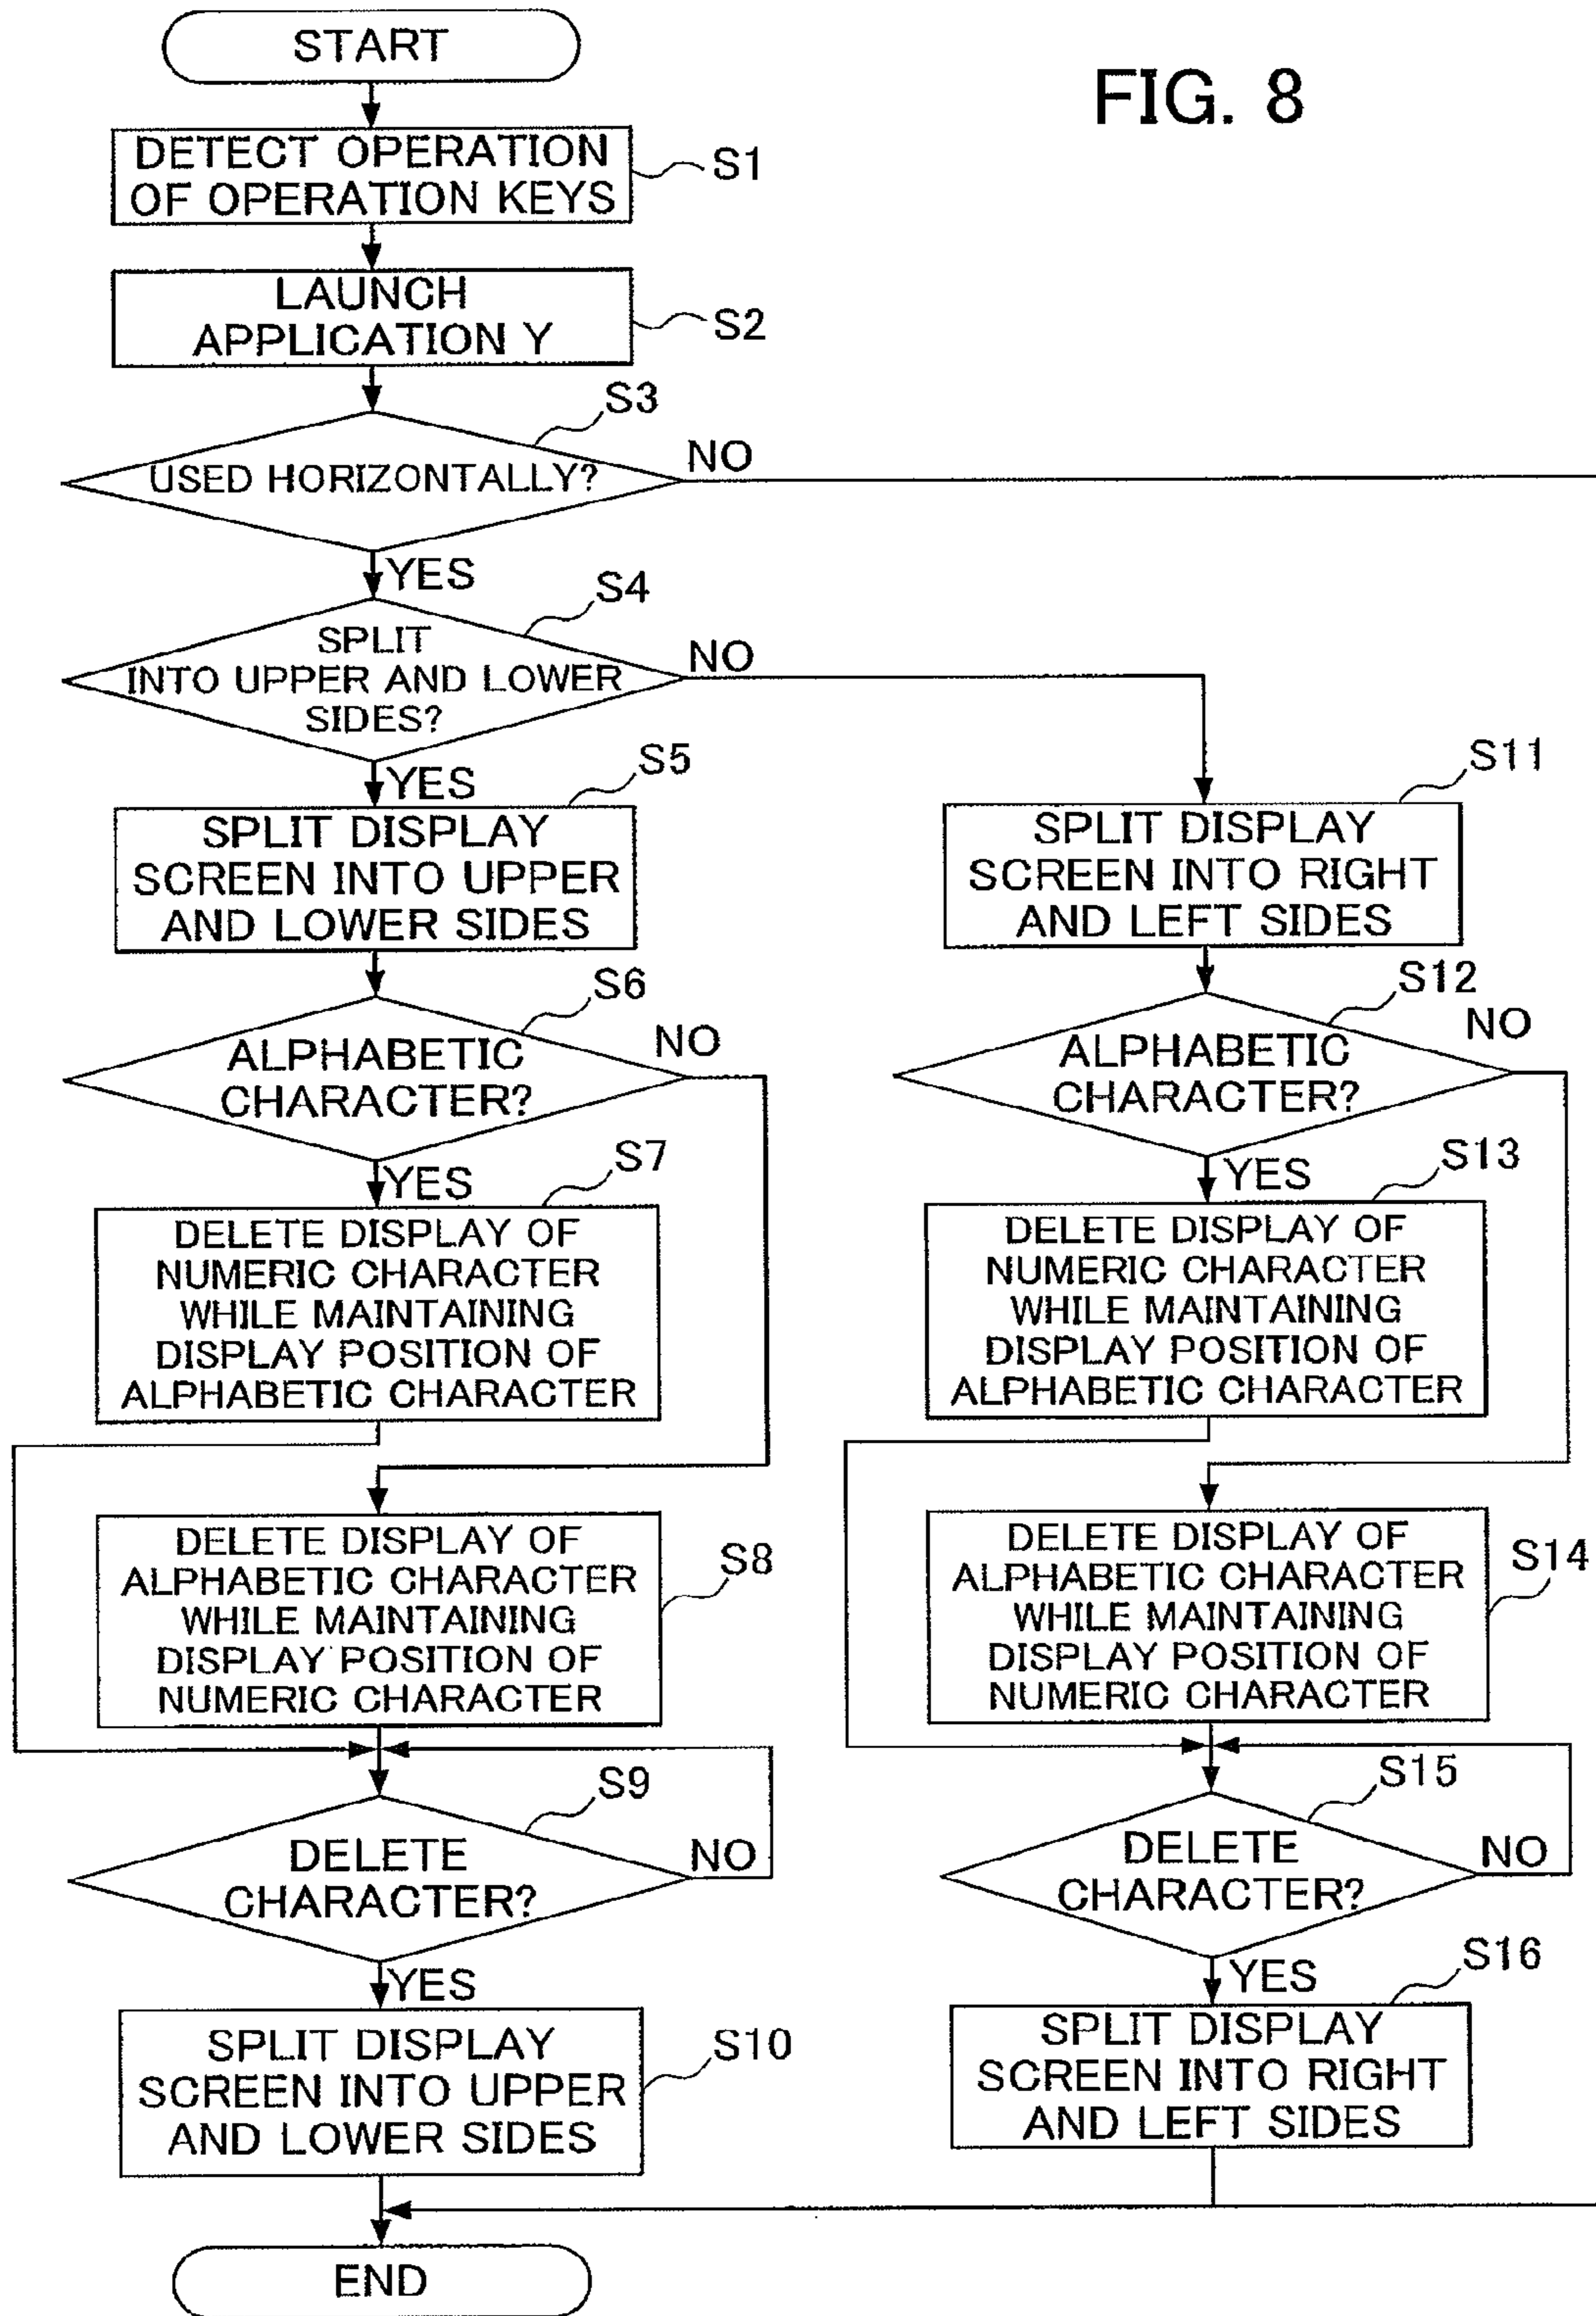 START
FIG. 8
DETECT OPERATION
OF OPERATION KEYS
S1
LAUNCH
APPLICATION Y
S2
S3
USED HORIZONTALLY?
NO
YES
S4
SPLIT
INTO UPPER AND LOWER
SIDES?
NO
YES
S5
SPLIT DISPLAY
SCREEN INTO UPPER
AND LOWER SIDES
S6
ALPHABETIC
CHARACTER?
NO
YES
S7
DELETE DISPLAY OF
NUMERIC CHARACTER
WHILE MAINTAINING
DISPLAY POSITION OF
ALPHABETIC CHARACTER
DELETE DISPLAY OF
ALPHABETIC CHARACTER
WHILE MAINTAINING
DISPLAY POSITION OF
NUMERIC CHARACTER
S8
S9
DELETE
CHARACTER?
NO
YES
SPLIT DISPLAY
SCREEN INTO UPPER
AND LOWER SIDES
S10
S11
SPLIT DISPLAY
SCREEN INTO RIGHT
AND LEFT SIDES
S12
ALPHABETIC
CHARACTER?
NO
YES
S13
DELETE DISPLAY OF
NUMERIC CHARACTER
WHILE MAINTAINING
DISPLAY POSITION OF
ALPHABETIC CHARACTER
DELETE DISPLAY OF
ALPHABETIC CHARACTER
WHILE MAINTAINING
DISPLAY POSITION OF
NUMERIC CHARACTER
S14
S15
DELETE
CHARACTER?
NO
YES
S16
SPLIT DISPLAY
SCREEN INTO RIGHT
AND LEFT SIDES
END